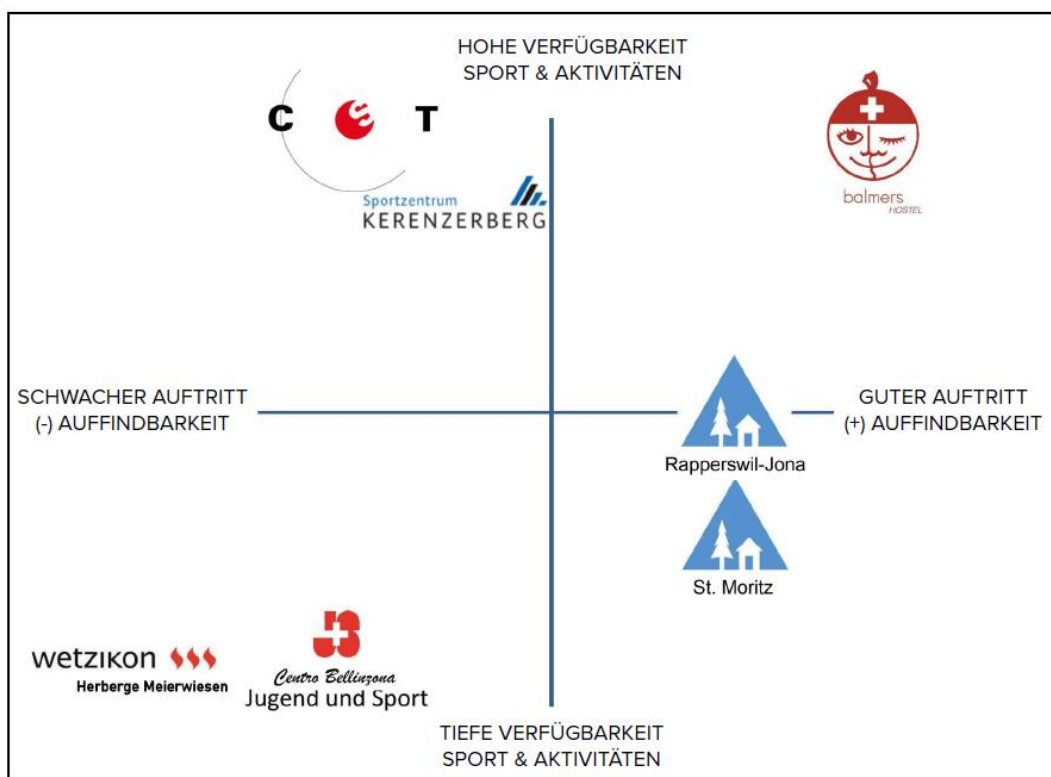 HOHE VERFÜGBARKEIT
SPORT & AKTIVITÄTEN
C S T
balmers
HOSTEL
Sportzentrum
KERENZERBERG
SCHWACHER AUFTRITT
(-) AUFFINDBARKEIT
GUTER AUFTRITT
(+) AUFFINDBARKEIT
Rapperswil-Jona
St. Moritz
wetzikon
Herberge Meierwiesen
JS
Centro Bellinzona
Jugend und Sport
TIEFE VERFÜGBARKEIT
SPORT & AKTIVITÄTEN